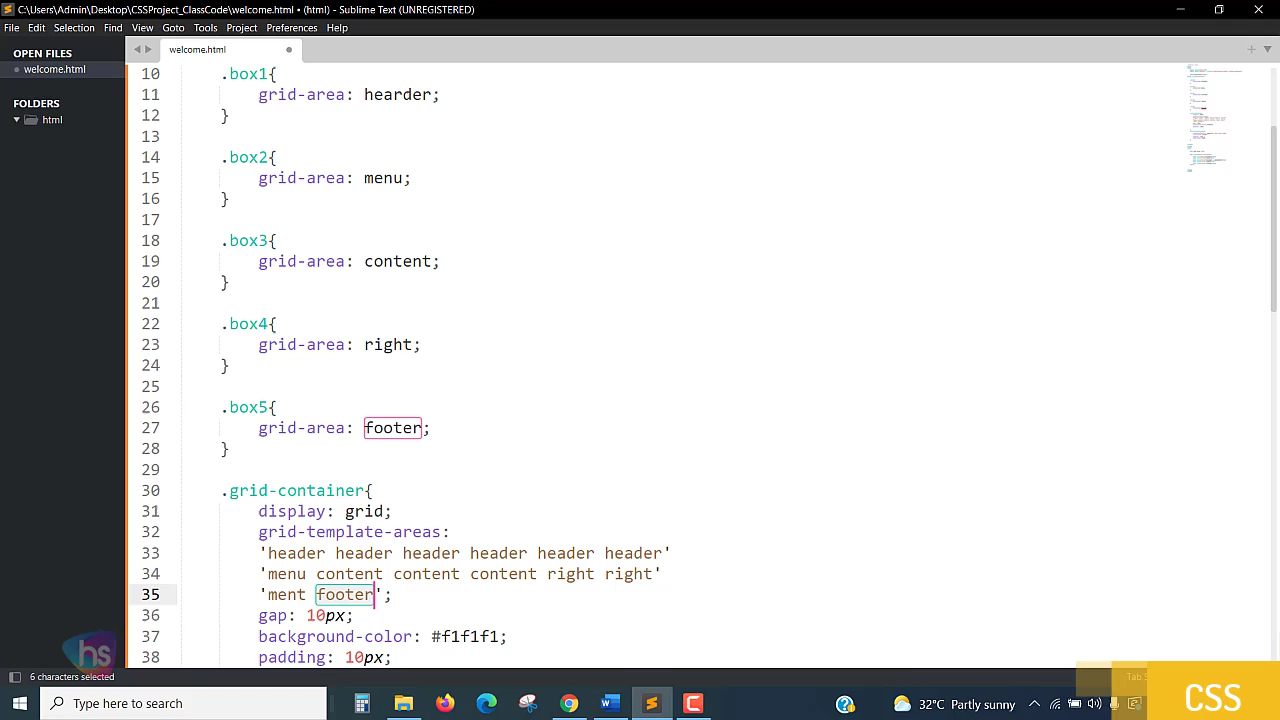 C:\Users\Admin\Desktop\CSSProject_ClassCode\welcome.html • (html) - Sublime Text (UNREGISTERED)
File Edit Selection Find View Goto Tools Project Preferences Help
OPEN FILES
welcome.html
FOLDERS
html
welcome.html
10 .box1{
11 grid-area: hearder;
12 }
13
14 .box2{
15 grid-area: menu;
16 }
17
18 .box3{
19 grid-area: content;
20 }
21
22 .box4{
23 grid-area: right;
24 }
25
26 .box5{
27 grid-area: footer;
28 }
29
30 .grid-container{
31 display: grid;
32 grid-template-areas:
33 'header header header header header header'
34 'menu content content content right right'
35 'ment footer';
36 gap: 10px;
37 background-color: #f1f1f1;
38 padding: 10px;
hs
6 characters selected
Tab S
CSS
Type here to search
32°C Partly sunny